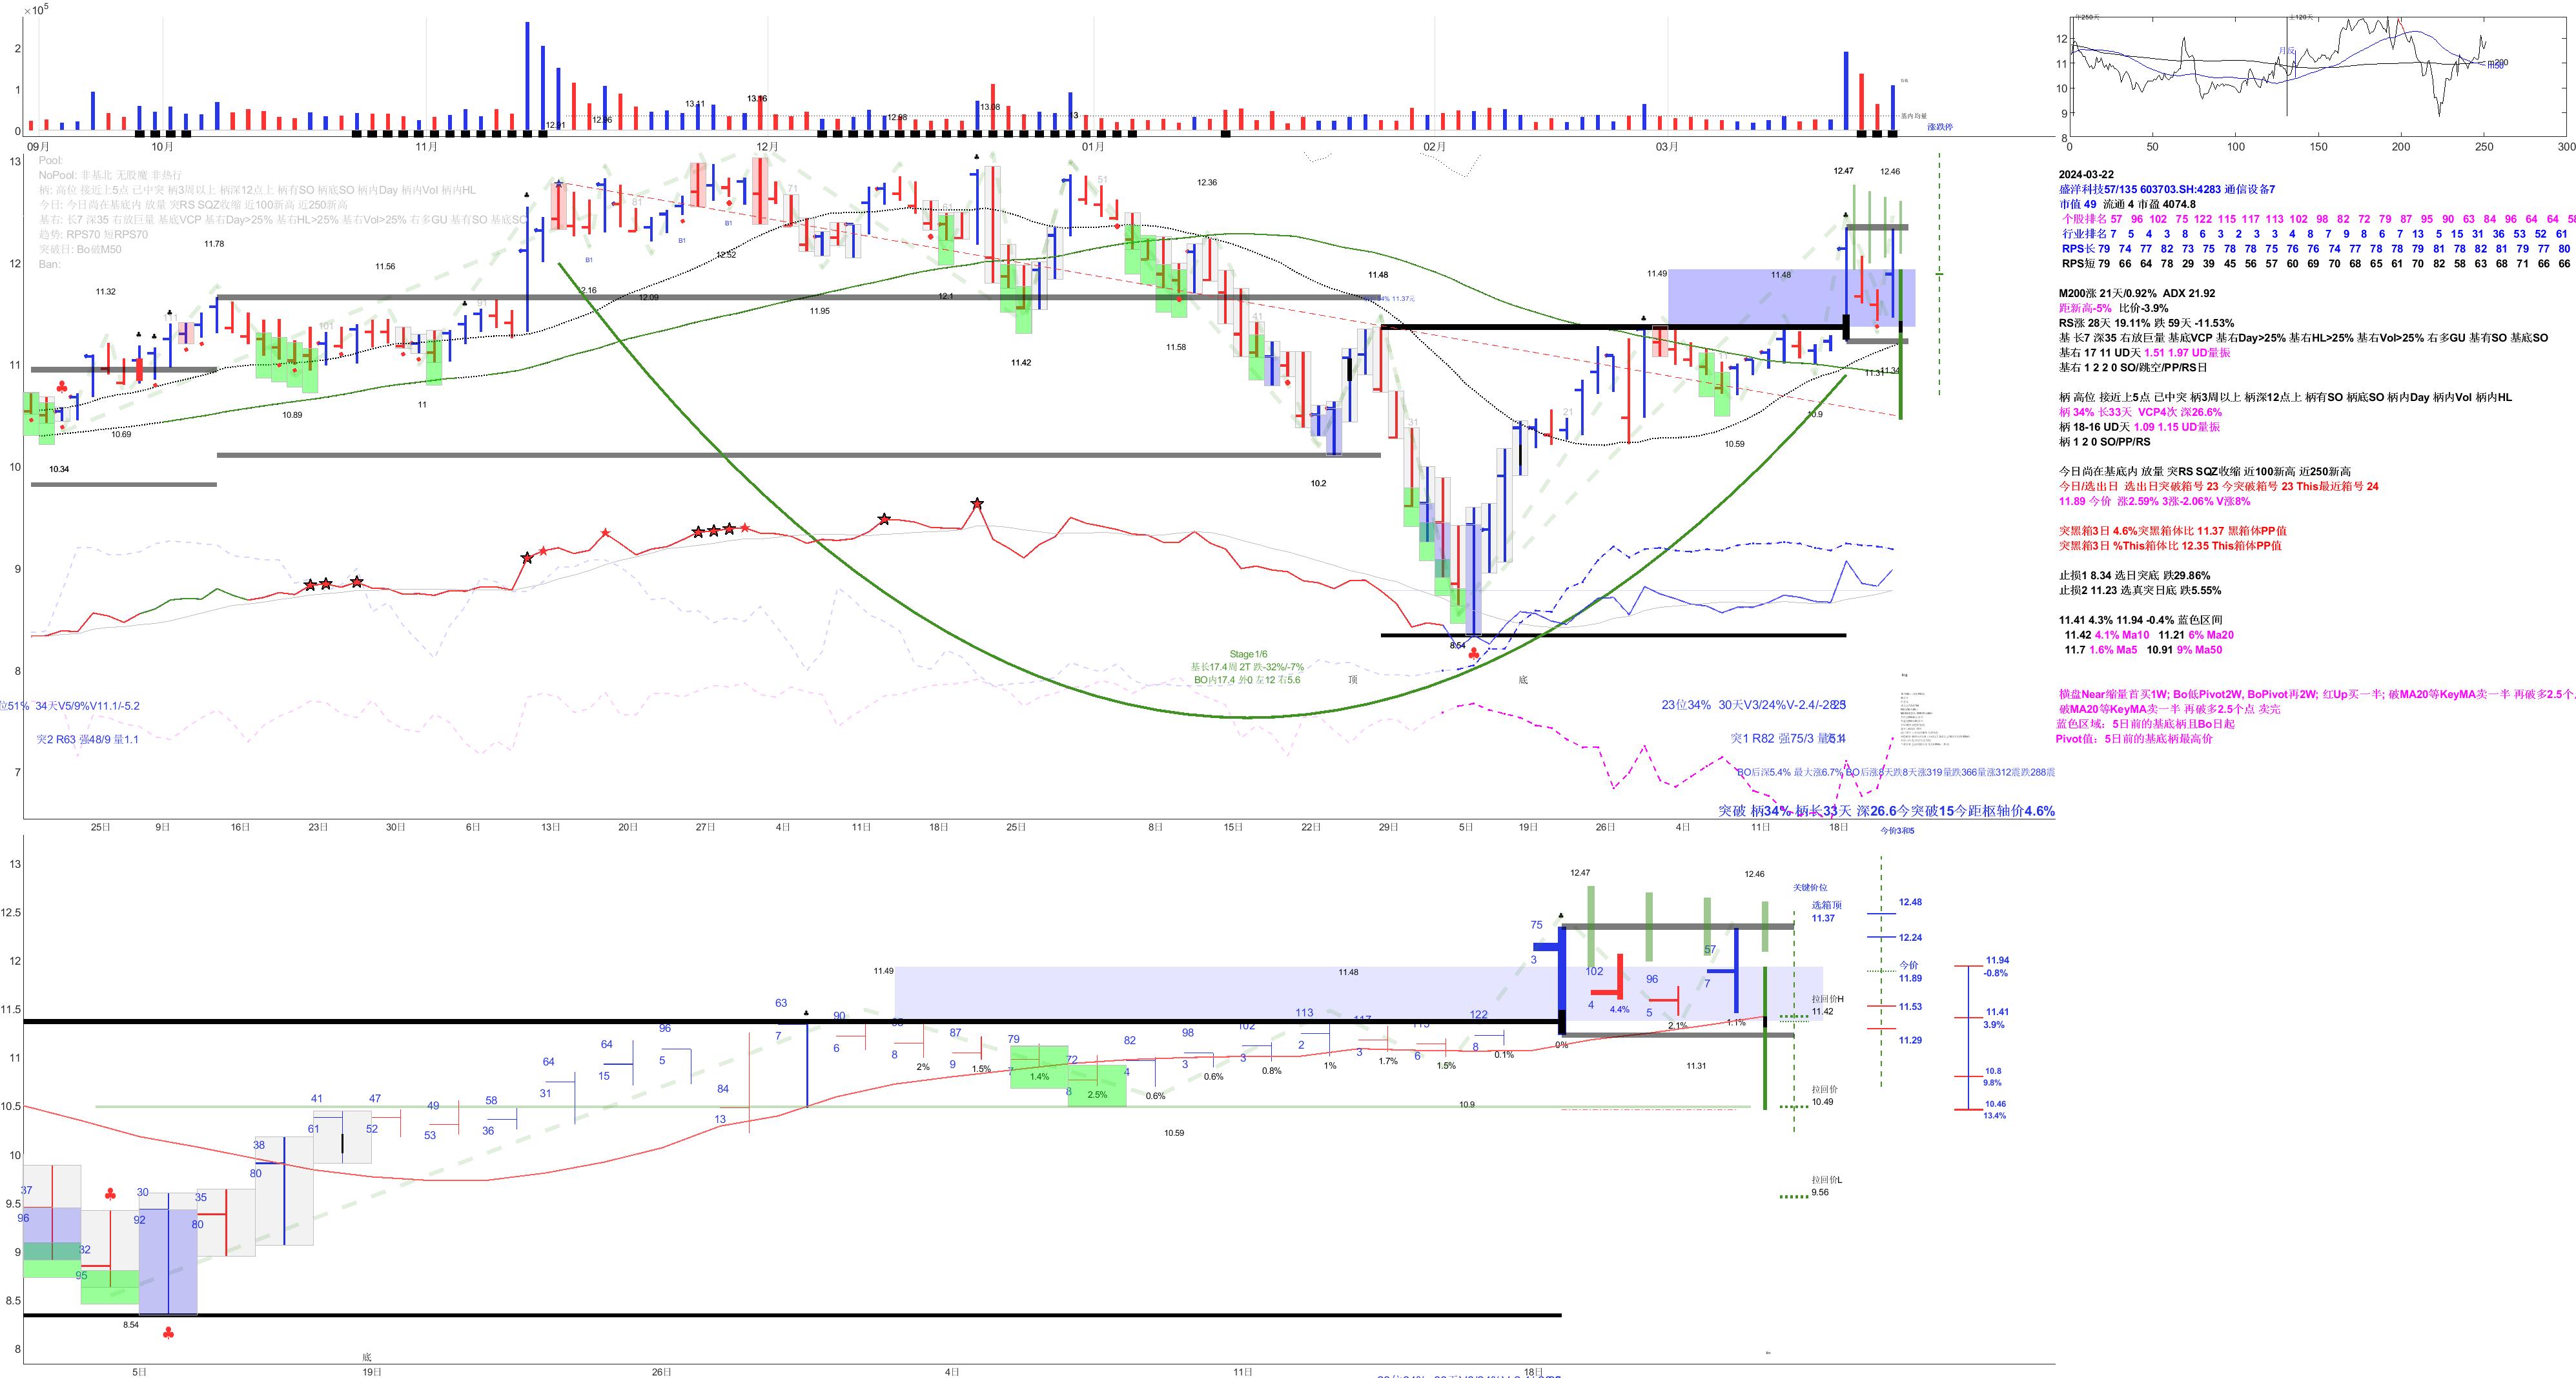 ×10⁵
2
1
0
13.11
13.16
12.91
12.96
12.98
13.08
3
基内 均量
涨跌停
09月
10月
11月
12月
01月
02月
03月
13
12
11
10
9
8
7
Pool:
NoPool: 非基北 无股魔 非热行
柄: 高位 接近上5点 已中突 柄3周以上 柄深12点上 柄有SO 柄底SO 柄内Day 柄内Vol 柄内HL
今日: 今日尚在基底内 放量 突RS SQZ收缩 近100新高 近250新高
基右: 长7 深35 右放巨量 基底VCP 基右Day>25% 基右HL>25% 基右Vol>25% 右多GU 基有SO 基底SO
趋势: RPS70 短RPS70
突破日: Bo破M50
Ban:
11.32
11.78
11.56
111
101
91
81
71
61
51
41
31
21
10.34
10.69
10.89
11
B1
B1
B1
12.16
12.09
12.52
11.95
12.1
11.42
11.58
12.36
11.48
10.2
8.54
11.49
11.48
10.59
10.9
11.31
11.34
12.47
12.46
Stage1/6
基长17.4周 2T 跌-32%/-7%
BO内17.4 外0 左12 右5.6
顶
底
位51% 34天V5/9%V11.1/-5.2
突2 R63 强48/9 量1.1
23位34% 30天V3/24%V-2.4/-28.5
突1 R82 强75/3
BO后深5.4% 最大涨6.7% BO后涨8天跌8天涨319量跌366量涨312震跌288震
突破 柄34% 柄长33天 深26.6今突破15今距枢轴价4.6%
25日
9日
16日
23日
30日
6日
13日
20日
27日
4日
11日
18日
25日
8日
15日
22日
29日
5日
19日
26日
4日
11日
18日
今价3和5
13
12.5
12
11.5
11
10.5
10
9.5
9
8.5
8
37
96
32
95
30
92
35
80
38
80
41
61
47
52
49
53
58
36
64
31
64
15
96
5
84
13
63
7
90
6
8
2%
87
9
1.5%
79
1.4%
72
8
2.5%
82
4
0.6%
98
3
0.6%
102
3
0.8%
113
2
1%
117
3
1.7%
113
6
1.5%
122
8
0.1%
75
3
0%
102
4
4.4%
96
5
2.1%
57
7
1.1%
8.54
11.49
11.48
10.59
10.9
11.31
12.47
12.46
关键价位
选箱顶
11.37
今价
11.89
拉回价H
11.42
拉回价
10.49
拉回价L
9.56
12.48
12.24
11.53
11.29
11.94
-0.8%
11.41
3.9%
10.8
9.8%
10.46
13.4%
底
5日
19日
26日
4日
11日
18日
12
11
10
9
8
0
50
100
150
200
250
300
月反
2024-03-22
盛洋科技57/135 603703.SH:4283 通信设备7
市值 49 流通 4 市盈 4074.8
个股排名 57 96 102 75 122 115 117 113 102 98 82 72 79 87 95 90 63 84 96 64 64 58
行业排名 7 5 4 3 8 6 3 2 3 3 4 8 7 9 8 6 7 13 5 15 31 36 53 52 61
RPS长 79 74 77 82 73 75 78 78 75 76 76 74 77 78 78 79 81 78 82 81 79 77 80
RPS短 79 66 64 78 29 39 45 56 57 60 69 70 68 65 61 70 82 58 63 68 71 66 66
M200涨 21天/0.92% ADX 21.92
距新高-5% 比价-3.9%
RS涨 28天 19.11% 跌 59天 -11.53%
基 长7 深35 右放巨量 基底VCP 基右Day>25% 基右HL>25% 基右Vol>25% 右多GU 基有SO 基底SO
基右 17 11 UD天 1.51 1.97 UD量振
基右 1 2 2 0 SO/跳空/PP/RS日
柄 高位 接近上5点 已中突 柄3周以上 柄深12点上 柄有SO 柄底SO 柄内Day 柄内Vol 柄内HL
柄 34% 长33天 VCP4次 深26.6%
柄 18-16 UD天 1.09 1.15 UD量振
柄 1 2 0 SO/PP/RS
今日尚在基底内 放量 突RS SQZ收缩 近100新高 近250新高
今日/选出日 选出日突破箱号 23 今突破箱号 23 This最近箱号 24
11.89 今价 涨2.59% 3涨-2.06% V涨8%
突黑箱3日 4.6%突黑箱体比 11.37 黑箱体PP值
突黑箱3日 %This箱体比 12.35 This箱体PP值
止损1 8.34 选日突底 跌29.86%
止损2 11.23 选真突日底 跌5.55%
11.41 4.3% 11.94 -0.4% 蓝色区间
11.42 4.1% Ma10 11.21 6% Ma20
11.7 1.6% Ma5 10.91 9% Ma50
横盘Near缩量首买1W; Bo低Pivot2W, BoPivot再2W; 红Up买一半; 破MA20等KeyMA卖一半 再破多2.5个
破MA20等KeyMA卖一半 再破多2.5个点 卖完
蓝色区域: 5日前的基底柄且Bo日起
Pivot值: 5日前的基底柄最高价